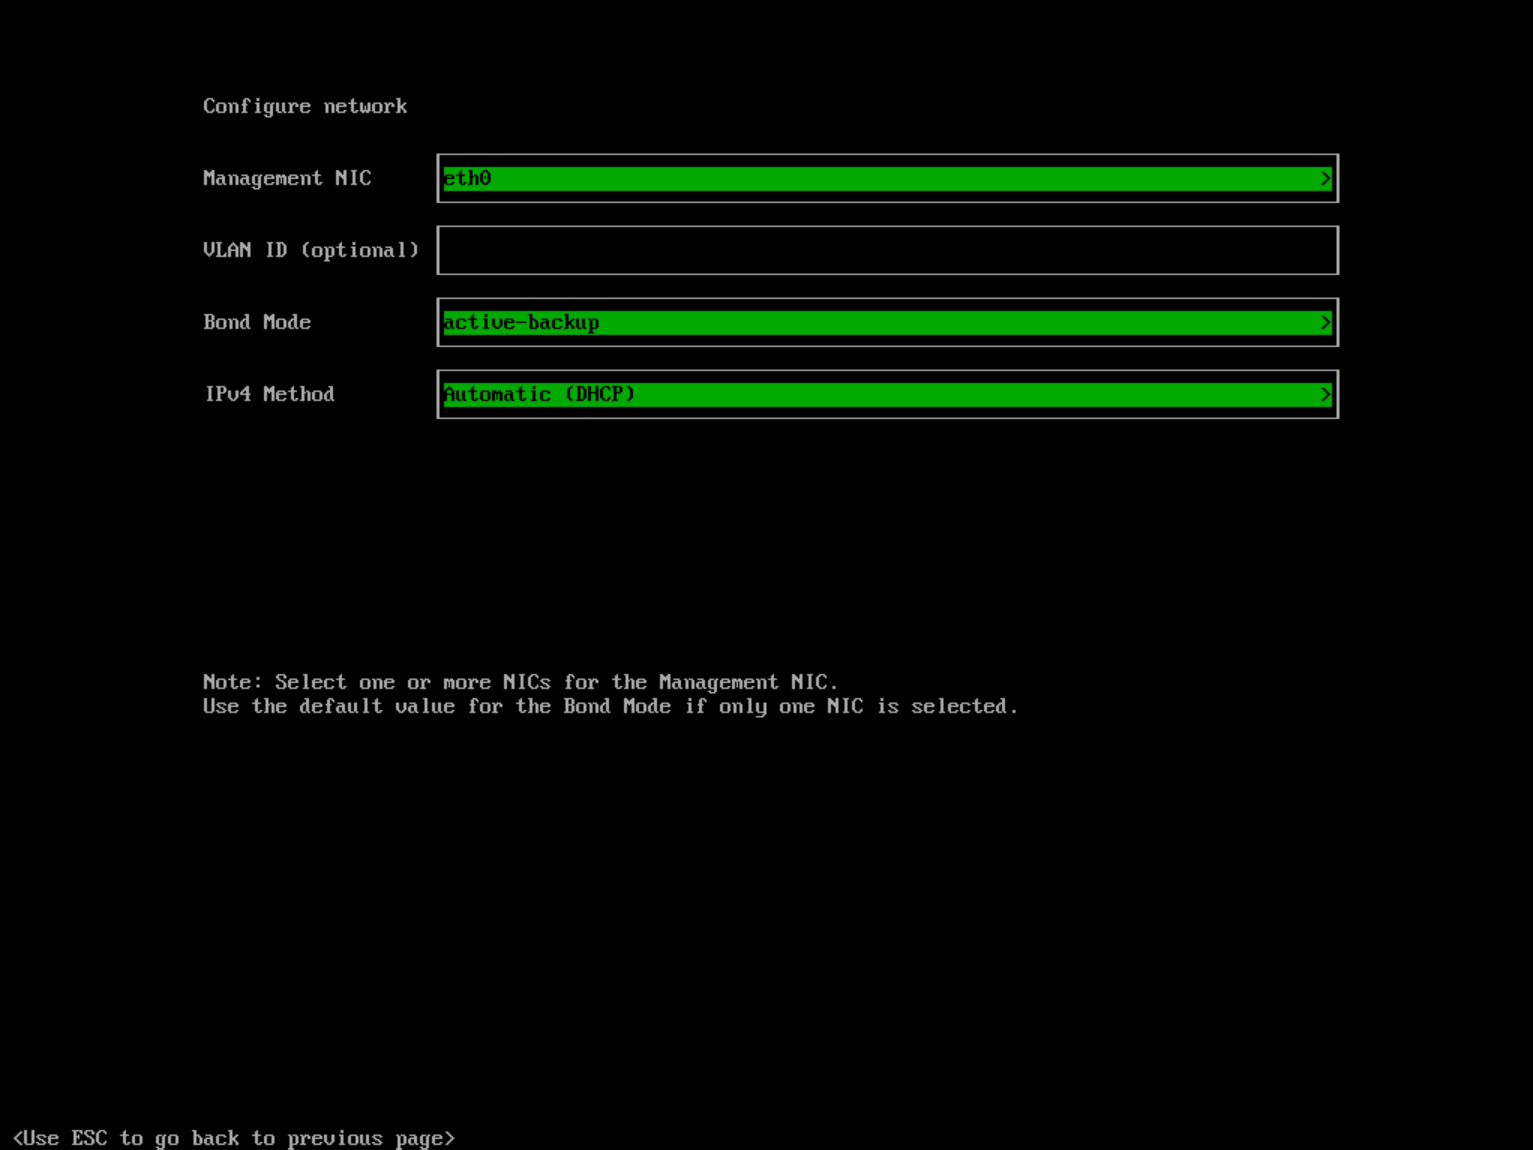 Configure network
Management NIC eth0 >
VLAN ID (optional)
Bond Mode active-backup >
IPv4 Method Automatic (DHCP) >
Note: Select one or more NICs for the Management NIC.
Use the default value for the Bond Mode if only one NIC is selected.
<Use ESC to go back to previous page>